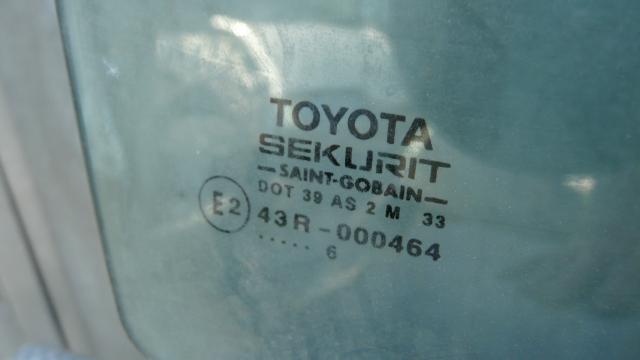 TOYOTA
SEKURIT
—SAINT-GOBAIN—
DOT 39 AS 2 M 33
E2 43R-000464
..... 6